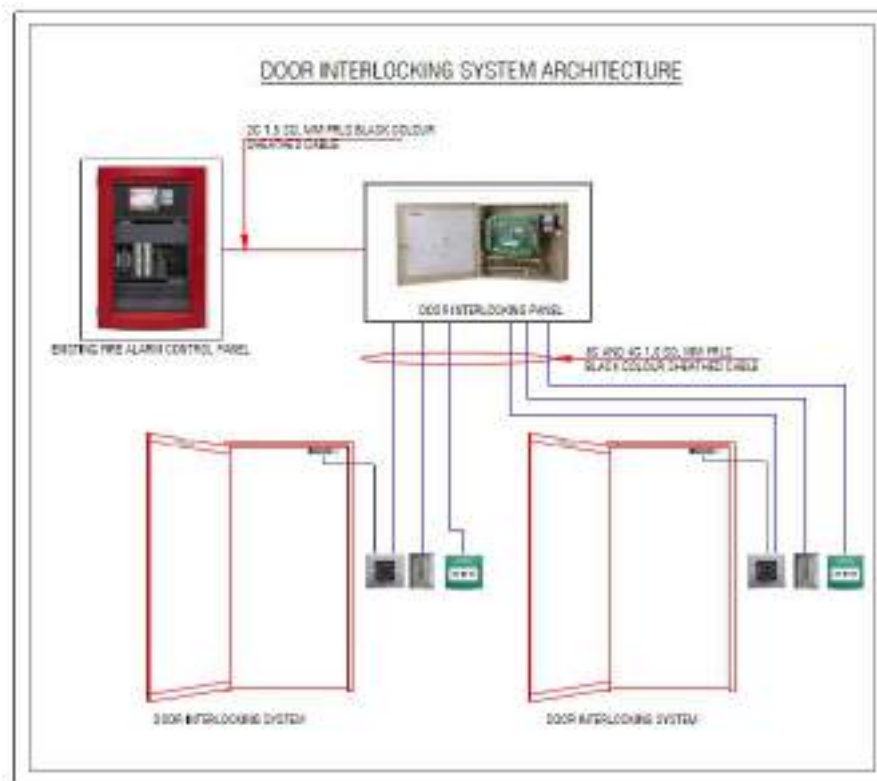 DOOR INTERLOCKING SYSTEM ARCHITECTURE
2C 1.5 SQ. MM FRLS BLACK COLOUR
SHEATHED CABLE
DOOR INTERLOCKING PANEL
EXISTING FIRE ALARM CONTROL PANEL
AND 4C 1.0 SQ. MM FRLS
BLACK COLOUR SHEATHED CABLE
DOOR INTERLOCKING SYSTEM
DOOR INTERLOCKING SYSTEM